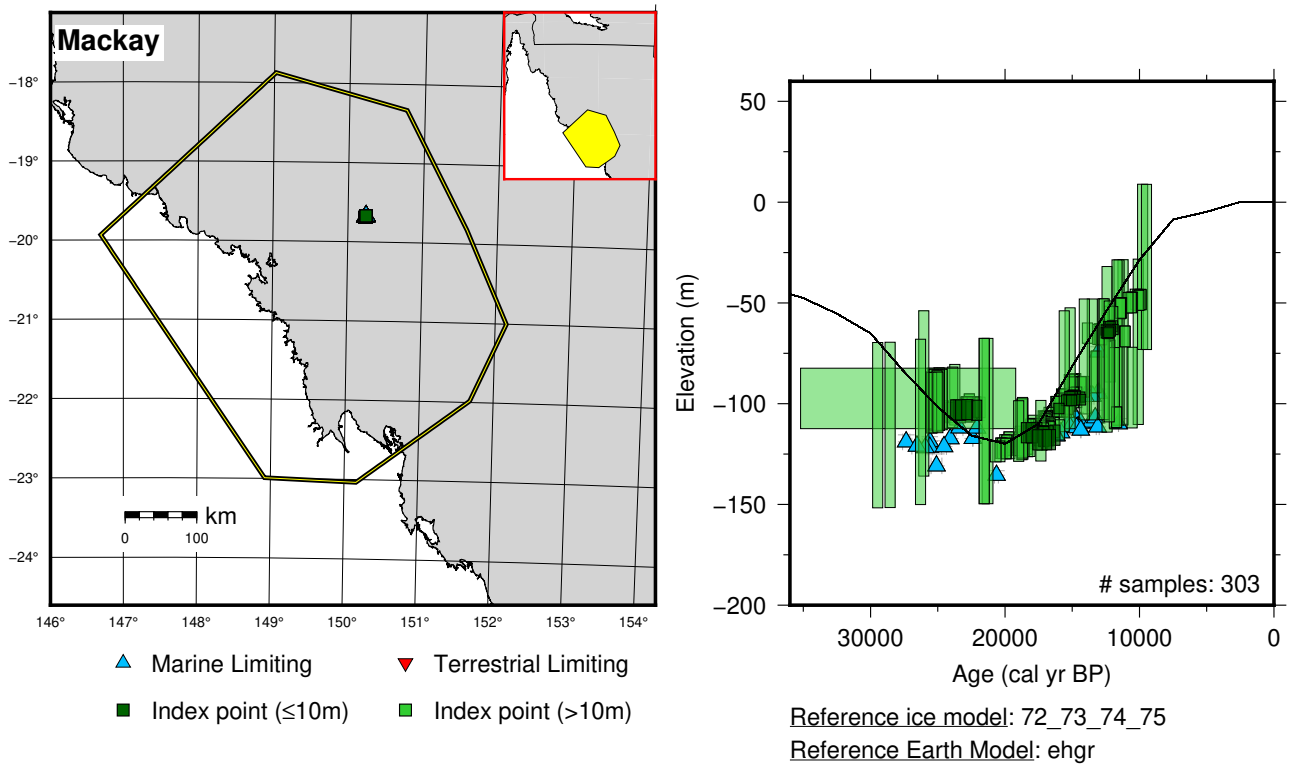 Mackay
−18°
−19°
−20°
−21°
−22°
−23°
−24°
km
0 100
146° 147° 148° 149° 150° 151° 152° 153° 154°
Marine Limiting
Terrestrial Limiting
Index point (≤10m)
Index point (>10m)
50
0
−50
−100
−150
−200
Elevation (m)
# samples: 303
30000 20000 10000 0
Age (cal yr BP)
Reference ice model: 72_73_74_75
Reference Earth Model: ehgr